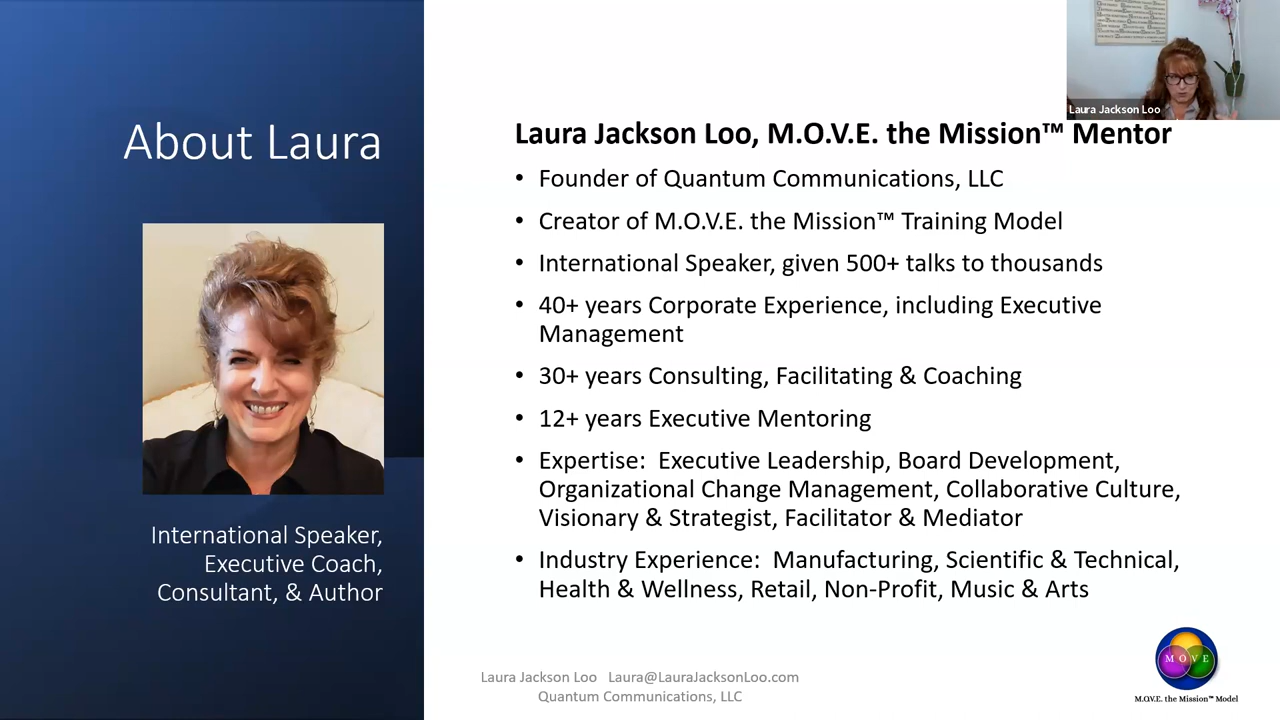 About Laura
International Speaker,
Executive Coach,
Consultant, & Author
Laura Jackson Loo
Laura Jackson Loo, M.O.V.E. the Mission™ Mentor
• Founder of Quantum Communications, LLC
• Creator of M.O.V.E. the Mission™ Training Model
• International Speaker, given 500+ talks to thousands
• 40+ years Corporate Experience, including Executive
Management
• 30+ years Consulting, Facilitating & Coaching
• 12+ years Executive Mentoring
• Expertise:  Executive Leadership, Board Development,
Organizational Change Management, Collaborative Culture,
Visionary & Strategist, Facilitator & Mediator
• Industry Experience:  Manufacturing, Scientific & Technical,
Health & Wellness, Retail, Non-Profit, Music & Arts
Laura Jackson Loo   Laura@LauraJacksonLoo.com
Quantum Communications, LLC
M O V E
M.O.V.E. the Mission™ Model